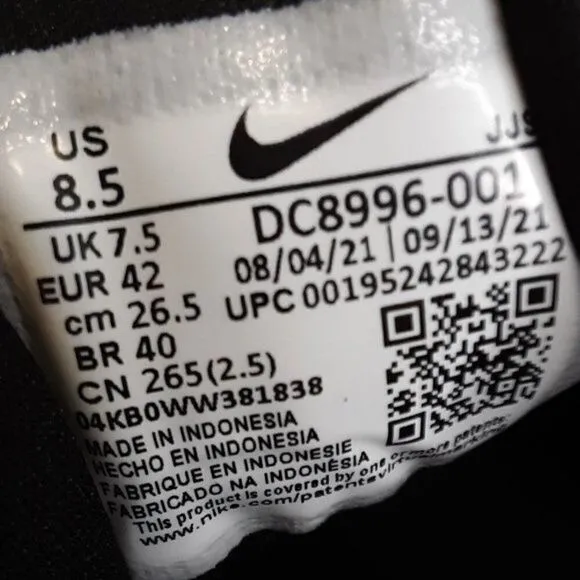 US
8.5
JJS
UK 7.5
EUR 42
cm 26.5
BR 40
CN 265(2.5)
DC8996-001
08/04/21 | 09/13/21
UPC 00195242843222
04KB0WW381838
MADE IN INDONESIA
HECHO EN INDONESIA
FABRIQUE EN INDONESIE
FABRICADO NA INDONÉSIA
This product is covered by one or more patents: